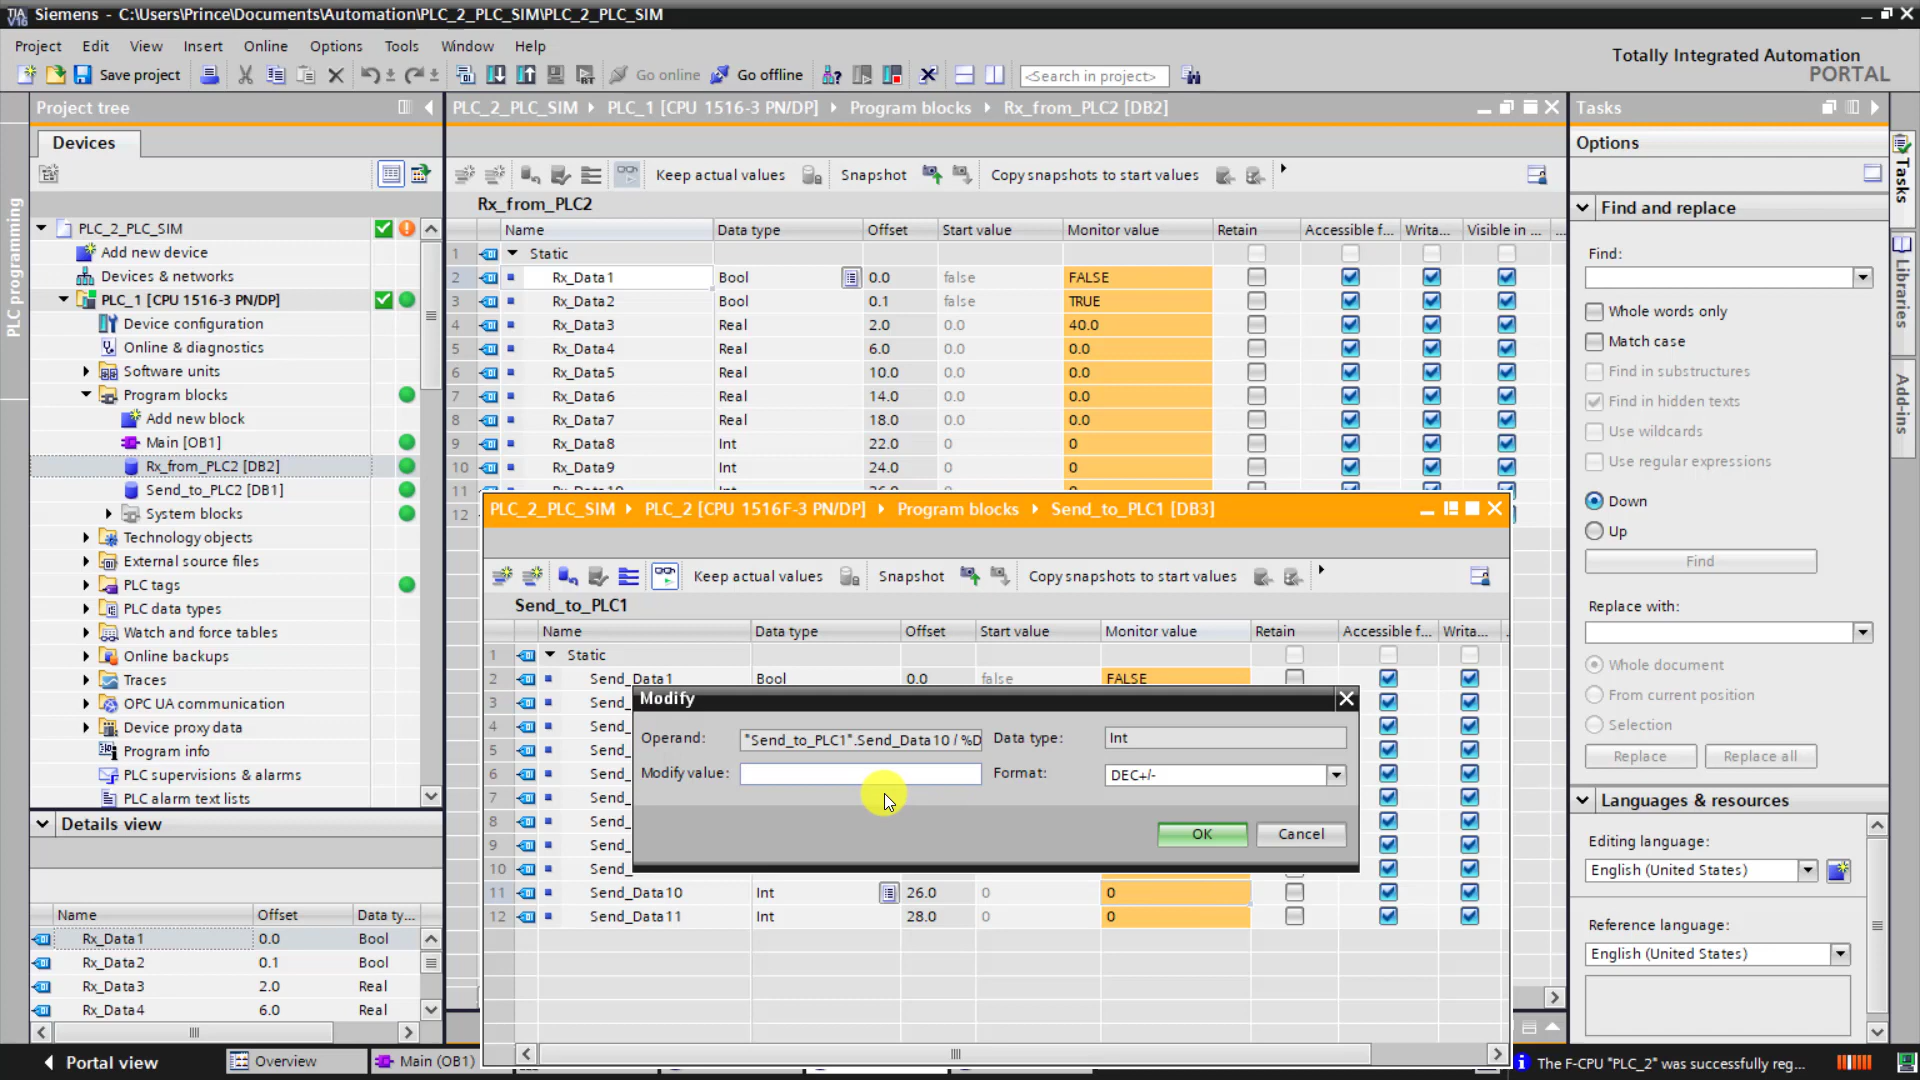 TIA V16 Siemens - C:\Users\Prince\Documents\Automation\PLC_2_PLC_SIM\PLC_2_PLC_SIM
Project Edit View Insert Online Options Tools Window Help
Totally Integrated Automation
PORTAL
Save project Go online Go offline <Search in project>
Project tree
PLC_2_PLC_SIM PLC_1 [CPU 1516-3 PN/DP] Program blocks Rx_from_PLC2 [DB2]
Tasks
Devices
Options
Keep actual values Snapshot Copy snapshots to start values
PLC programming
Tasks
Libraries
Add-ins
PLC_2_PLC_SIM
Add new device
Devices & networks
PLC_1 [CPU 1516-3 PN/DP]
Device configuration
Online & diagnostics
Software units
Program blocks
Add new block
Main [OB1]
Rx_from_PLC2 [DB2]
Send_to_PLC2 [DB1]
System blocks
Technology objects
External source files
PLC tags
PLC data types
Watch and force tables
Online backups
Traces
OPC UA communication
Device proxy data
Program info
PLC supervisions & alarms
PLC alarm text lists
Details view
Name Offset Data ty...
Rx_Data1 0.0 Bool
Rx_Data2 0.1 Bool
Rx_Data3 2.0 Real
Rx_Data4 6.0 Real
Rx_from_PLC2
Name Data type Offset Start value Monitor value Retain Accessible f... Writa... Visible in ...
1 Static
2 Rx_Data1 Bool 0.0 false FALSE
3 Rx_Data2 Bool 0.1 false TRUE
4 Rx_Data3 Real 2.0 0.0 40.0
5 Rx_Data4 Real 6.0 0.0 0.0
6 Rx_Data5 Real 10.0 0.0 0.0
7 Rx_Data6 Real 14.0 0.0 0.0
8 Rx_Data7 Real 18.0 0.0 0.0
9 Rx_Data8 Int 22.0 0 0
10 Rx_Data9 Int 24.0 0 0
11
12
PLC_2_PLC_SIM PLC_2 [CPU 1516F-3 PN/DP] Program blocks Send_to_PLC1 [DB3]
Keep actual values Snapshot Copy snapshots to start values
Send_to_PLC1
Name Data type Offset Start value Monitor value Retain Accessible f... Writa...
1 Static
2 Send_Data1 Bool 0.0 false FALSE
3 Send_
4 Send_
5 Send_
6 Send_
7 Send_
8 Send_
9 Send_
10 Send_
11 Send_Data10 Int 26.0 0 0
12 Send_Data11 Int 28.0 0 0
Modify
Operand: "Send_to_PLC1".Send_Data10 / %D Data type: Int
Modify value: Format: DEC+/-
OK Cancel
Find and replace
Find:
Whole words only
Match case
Find in substructures
Find in hidden texts
Use wildcards
Use regular expressions
Down
Up
Find
Replace with:
Whole document
From current position
Selection
Replace Replace all
Languages & resources
Editing language:
English (United States)
Reference language:
English (United States)
Portal view Overview Main (OB1) The F-CPU "PLC_2" was successfully reg...